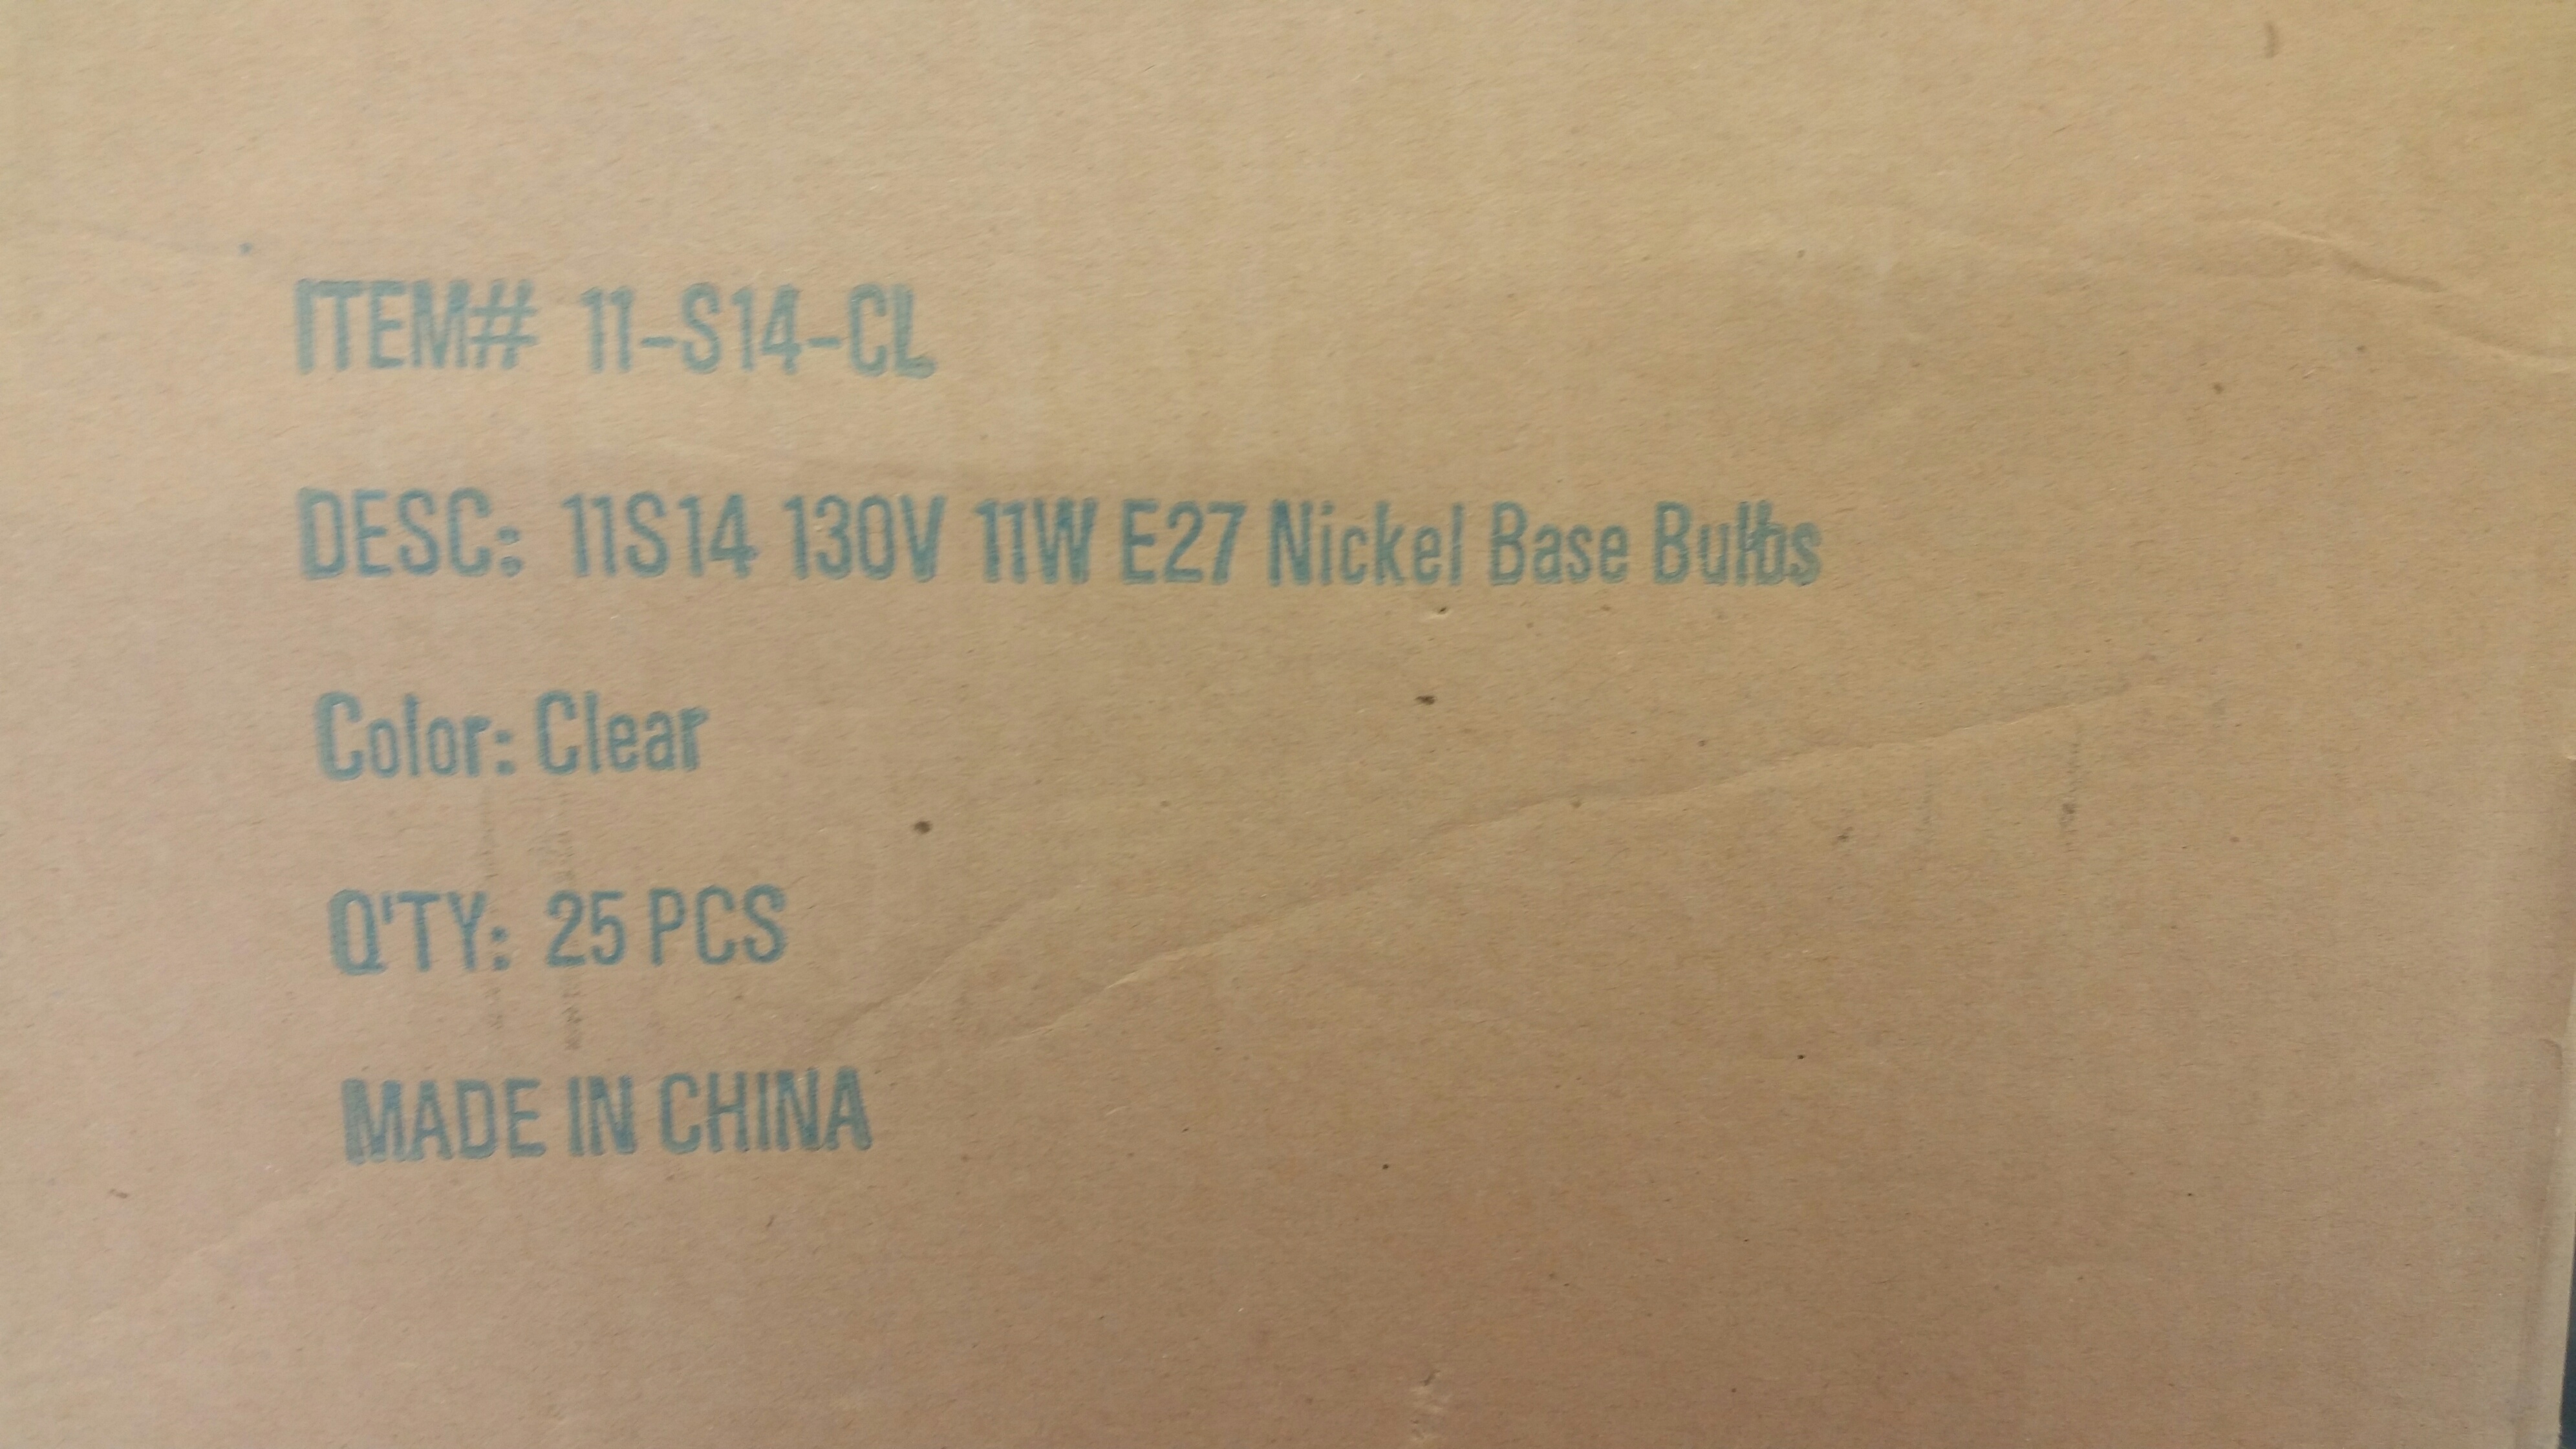 ITEM# 11-S14-CL
DESC: 11S14 130V 11W E27 Nickel Base Bulbs
Color: Clear
Q'TY: 25 PCS
MADE IN CHINA